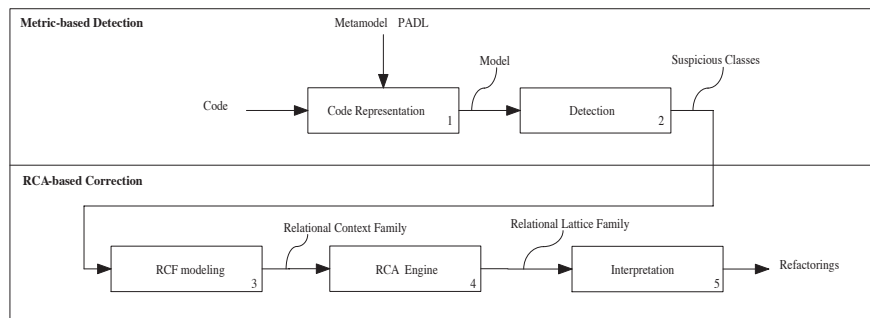 Metric-based Detection
Metamodel PADL
Model
Suspicious Classes
Code
Code Representation
1
Detection
2
RCA-based Correction
Relational Context Family
Relational Lattice Family
RCF modeling
3
RCA Engine
4
Interpretation
5
Refactorings